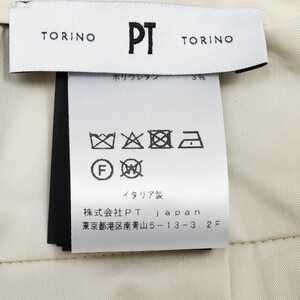 TORINO PT TORINO
ポリウレタン 3%
F W
イタリア製
株式会社PT japan
東京都港区南青山5-13-3 2F